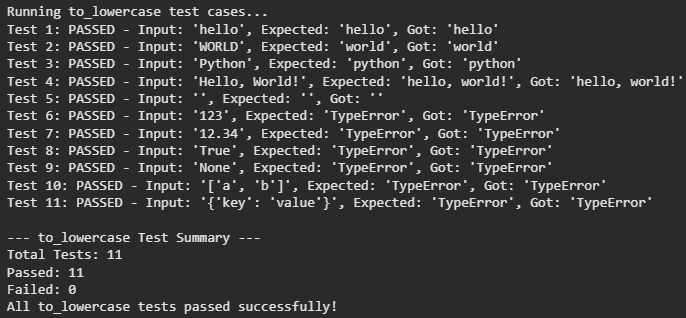 Running to_lowercase test cases...
Test 1: PASSED - Input: 'hello', Expected: 'hello', Got: 'hello'
Test 2: PASSED - Input: 'WORLD', Expected: 'world', Got: 'world'
Test 3: PASSED - Input: 'Python', Expected: 'python', Got: 'python'
Test 4: PASSED - Input: 'Hello, World!', Expected: 'hello, world!', Got: 'hello, world!'
Test 5: PASSED - Input: '', Expected: '', Got: ''
Test 6: PASSED - Input: '123', Expected: 'TypeError', Got: 'TypeError'
Test 7: PASSED - Input: '12.34', Expected: 'TypeError', Got: 'TypeError'
Test 8: PASSED - Input: 'True', Expected: 'TypeError', Got: 'TypeError'
Test 9: PASSED - Input: 'None', Expected: 'TypeError', Got: 'TypeError'
Test 10: PASSED - Input: '['a', 'b']', Expected: 'TypeError', Got: 'TypeError'
Test 11: PASSED - Input: '{'key': 'value'}', Expected: 'TypeError', Got: 'TypeError'

--- to_lowercase Test Summary ---
Total Tests: 11
Passed: 11
Failed: 0
All to_lowercase tests passed successfully!